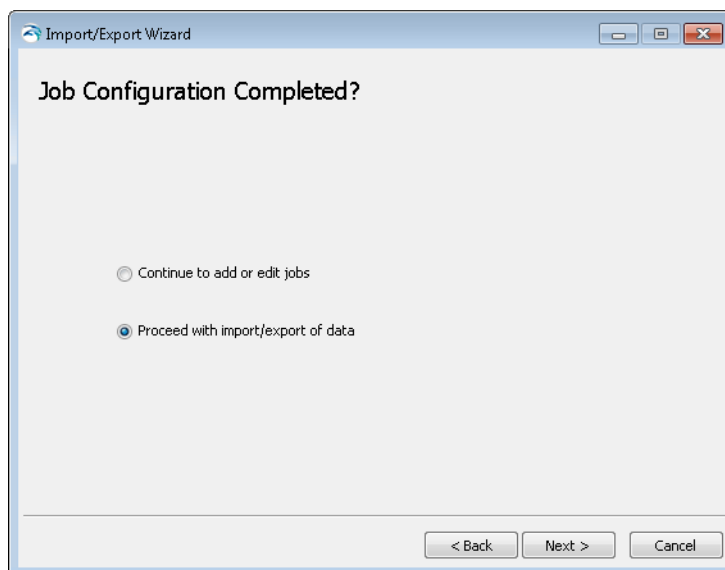 Import/Export Wizard
Job Configuration Completed?
Continue to add or edit jobs
Proceed with import/export of data
< Back Next > Cancel